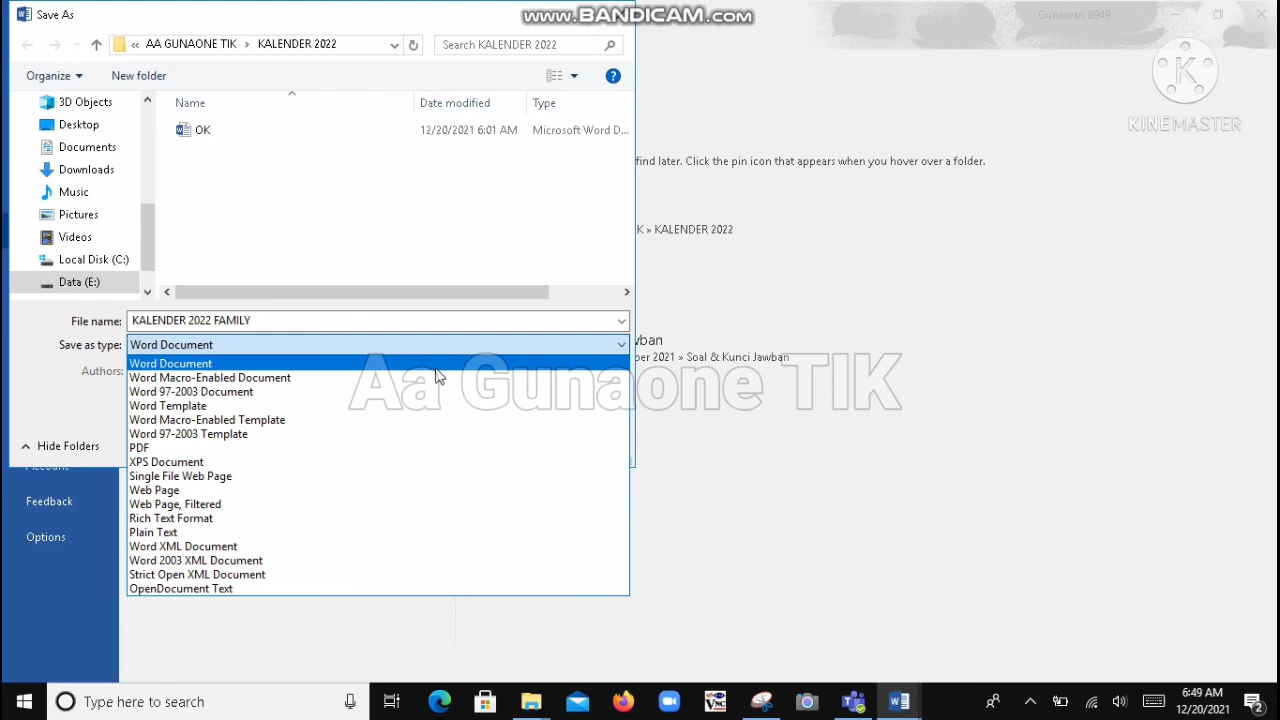 Save As
www.BANDICAM.com
Gunawan 0949
« AA GUNAONE TIK › KALENDER 2022
Search KALENDER 2022
Organize
New folder
KINEMASTER
3D Objects
Desktop
Documents
Downloads
Music
Pictures
Videos
Local Disk (C:)
Data (E:)
Name
Date modified
Type
OK
12/20/2021 6:01 AM
Microsoft Word D...
find later. Click the pin icon that appears when you hover over a folder.
K » KALENDER 2022
File name: KALENDER 2022 FAMILY
Save as type: Word Document
Authors:
Word Document
Word Macro-Enabled Document
Word 97-2003 Document
Word Template
Word Macro-Enabled Template
Word 97-2003 Template
PDF
XPS Document
Single File Web Page
Web Page
Web Page, Filtered
Rich Text Format
Plain Text
Word XML Document
Word 2003 XML Document
Strict Open XML Document
OpenDocument Text
Soal & Kunci Jawban
Aa Gunaone TIK
Hide Folders
Feedback
Options
Type here to search
6:49 AM
12/20/2021
2